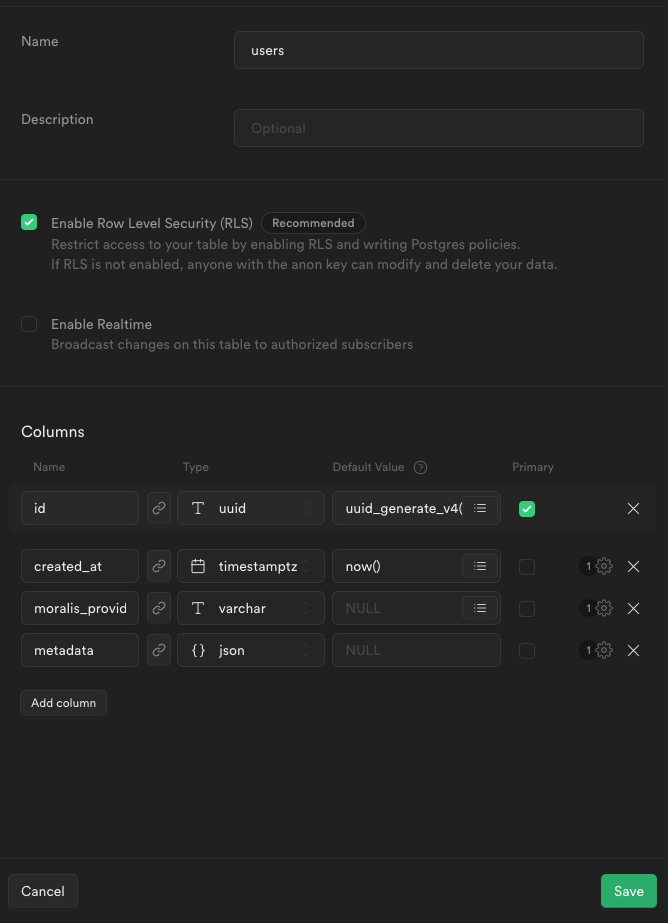 Name
users
Description
Optional
Enable Row Level Security (RLS) Recommended
Restrict access to your table by enabling RLS and writing Postgres policies.
If RLS is not enabled, anyone with the anon key can modify and delete your data.
Enable Realtime
Broadcast changes on this table to authorized subscribers
Columns
Name Type Default Value ? Primary
id uuid uuid_generate_v4(
created_at timestamptz now() 1
moralis_provid varchar NULL 1
metadata {} json NULL 1
Add column
Cancel Save